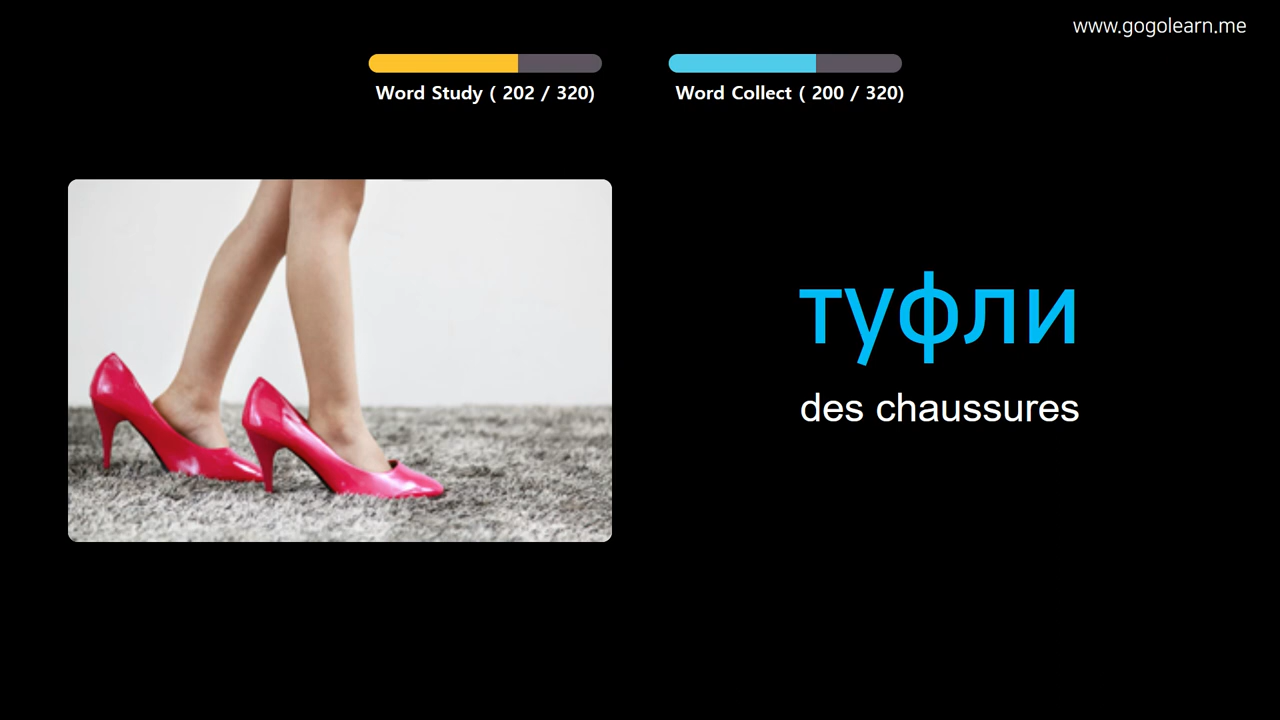 www.gogolearn.me
Word Study ( 202 / 320)
Word Collect ( 200 / 320)
туфли
des chaussures